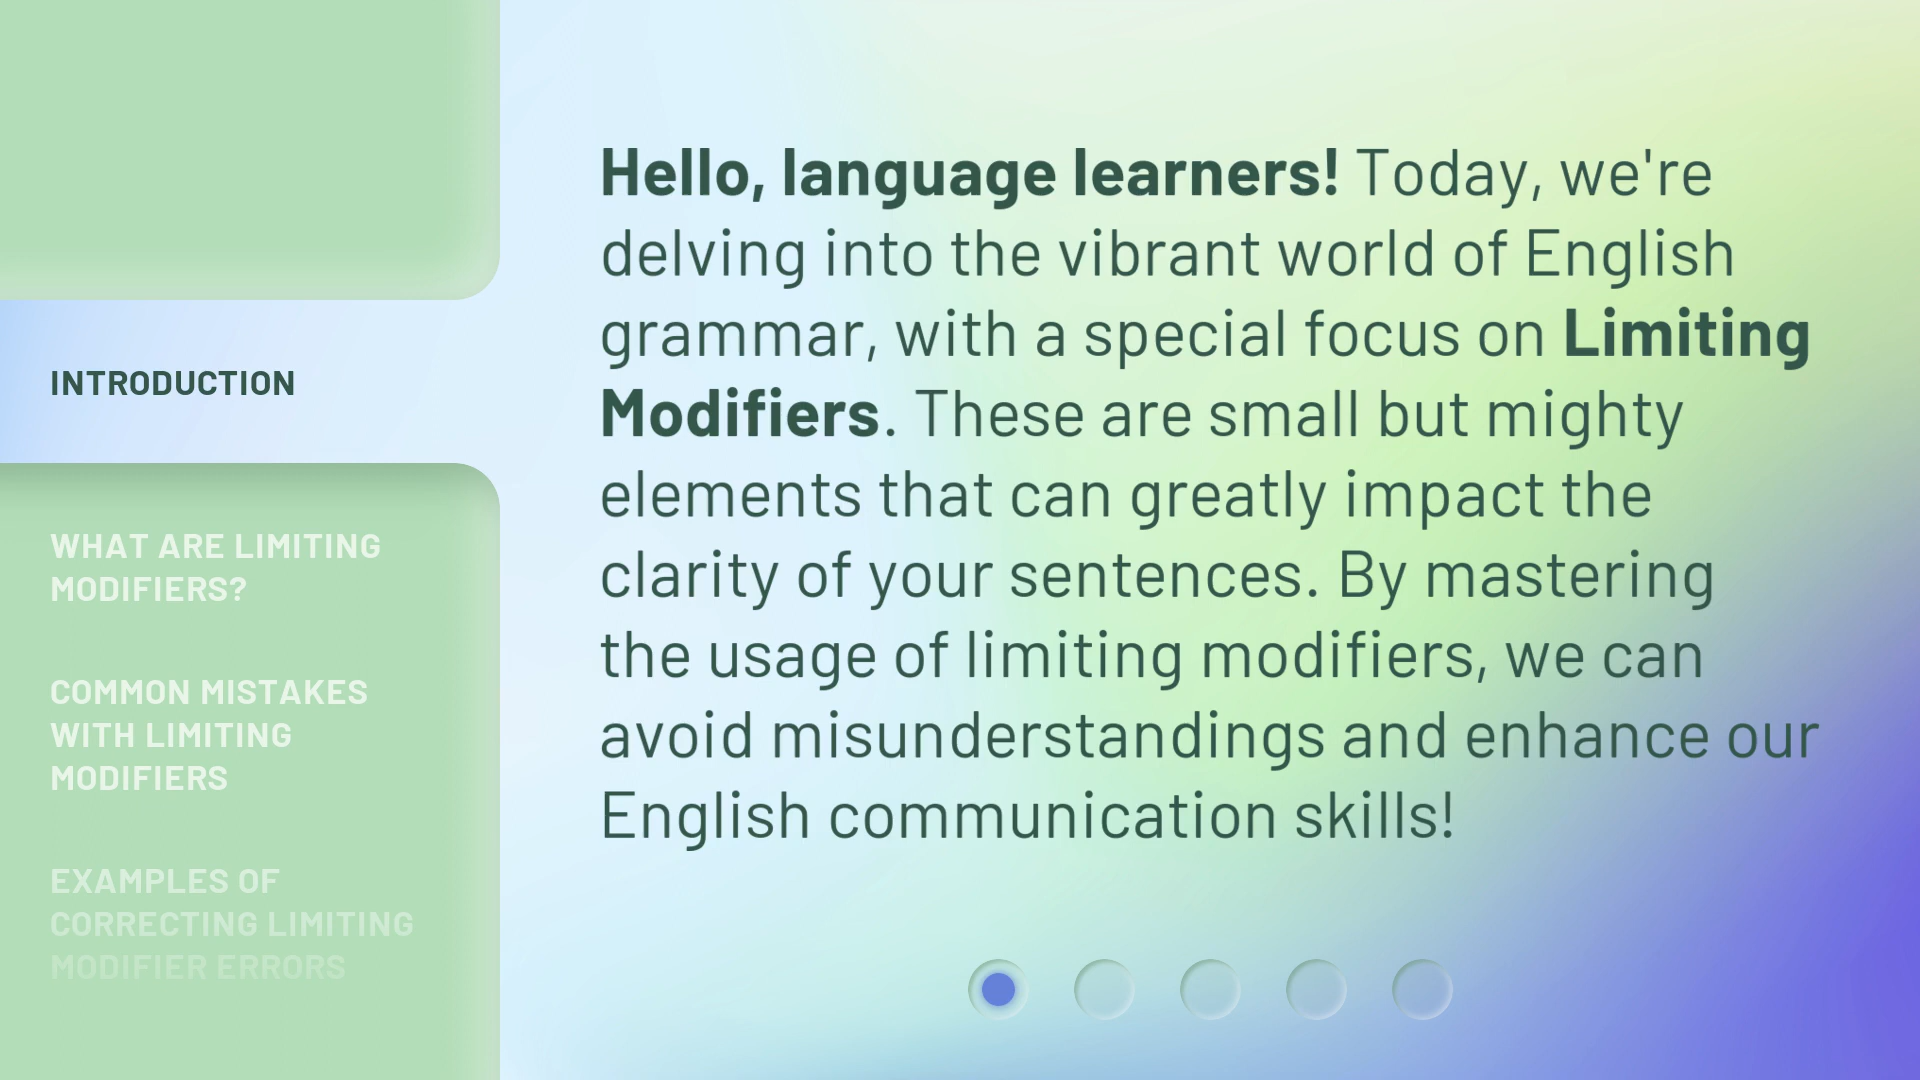 INTRODUCTION
WHAT ARE LIMITING
MODIFIERS?
COMMON MISTAKES
WITH LIMITING
MODIFIERS
EXAMPLES OF
CORRECTING LIMITING
MODIFIER ERRORS
Hello, language learners! Today, we're
delving into the vibrant world of English
grammar, with a special focus on Limiting
Modifiers. These are small but mighty
elements that can greatly impact the
clarity of your sentences. By mastering
the usage of limiting modifiers, we can
avoid misunderstandings and enhance our
English communication skills!